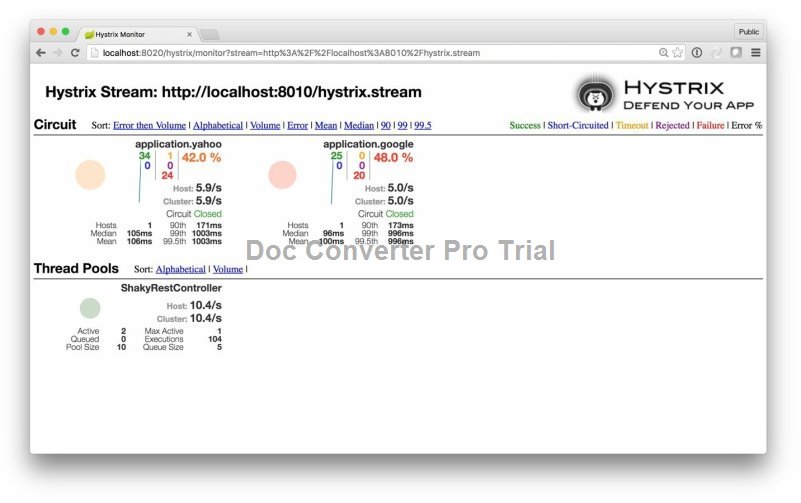 Hystrix Monitor
Public
localhost:8020/hystrix/monitor?stream=http%3A%2F%2Flocalhost%3A8010%2Fhystrix.stream
Hystrix Stream: http://localhost:8010/hystrix.stream
HYSTRIX
DEFEND YOUR APP
Circuit Sort: Error then Volume | Alphabetical | Volume | Error | Mean | Median | 90 | 99 | 99.5
Success | Short-Circuited | Timeout | Rejected | Failure | Error %
application.yahoo
34 1 42.0 %
0 0
24
Host: 5.9/s
Cluster: 5.9/s
Circuit Closed
Hosts 1 90th 171ms
Median 105ms 99th 1003ms
Mean 106ms 99.5th 1003ms
application.google
25 0 48.0 %
0 0
20
Host: 5.0/s
Cluster: 5.0/s
Circuit Closed
Hosts 1 90th 173ms
Median 96ms 99th 996ms
Mean 100ms 99.5th 996ms
Doc Converter Pro Trial
Thread Pools Sort: Alphabetical | Volume |
ShakyRestController
Host: 10.4/s
Cluster: 10.4/s
Active 2 Max Active 1
Queued 0 Executions 104
Pool Size 10 Queue Size 5